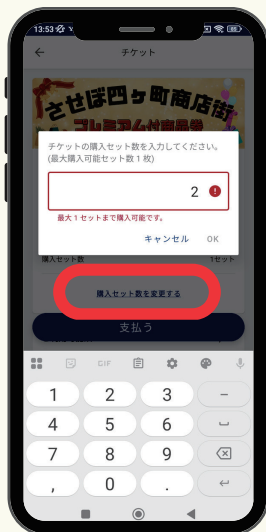 13:53
チケット
させぼ四ヶ町商店街
プレミアム付商品券
チケットの購入セット数を入力してください。
(最大購入可能セット数 1 枚)
2
最大 1 セットまで購入可能です。
キャンセル
OK
購入セット数
1セット
購入セット数を変更する
支払う
GIF
1
2
3
-
4
5
6
7
8
9
,
0
.